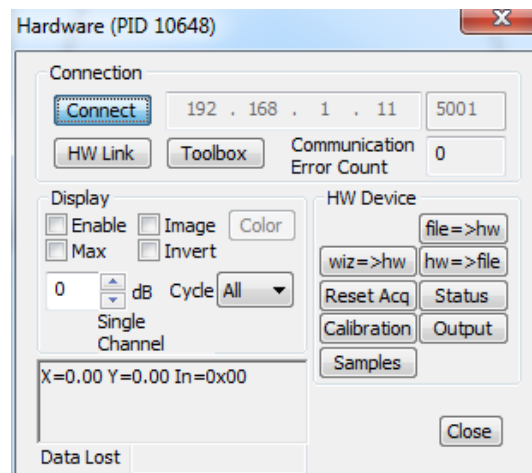 Hardware (PID 10648)
X
Connection
Connect 192 . 168 . 1 . 11 5001
HW Link Toolbox Communication Error Count 0
Display
Enable Image Color
Max Invert
0 dB Cycle All
Single
Channel
HW Device
file=>hw
wiz=>hw hw=>file
Reset Acq Status
Calibration Output
Samples
X=0.00 Y=0.00 In=0x00
Data Lost
Close